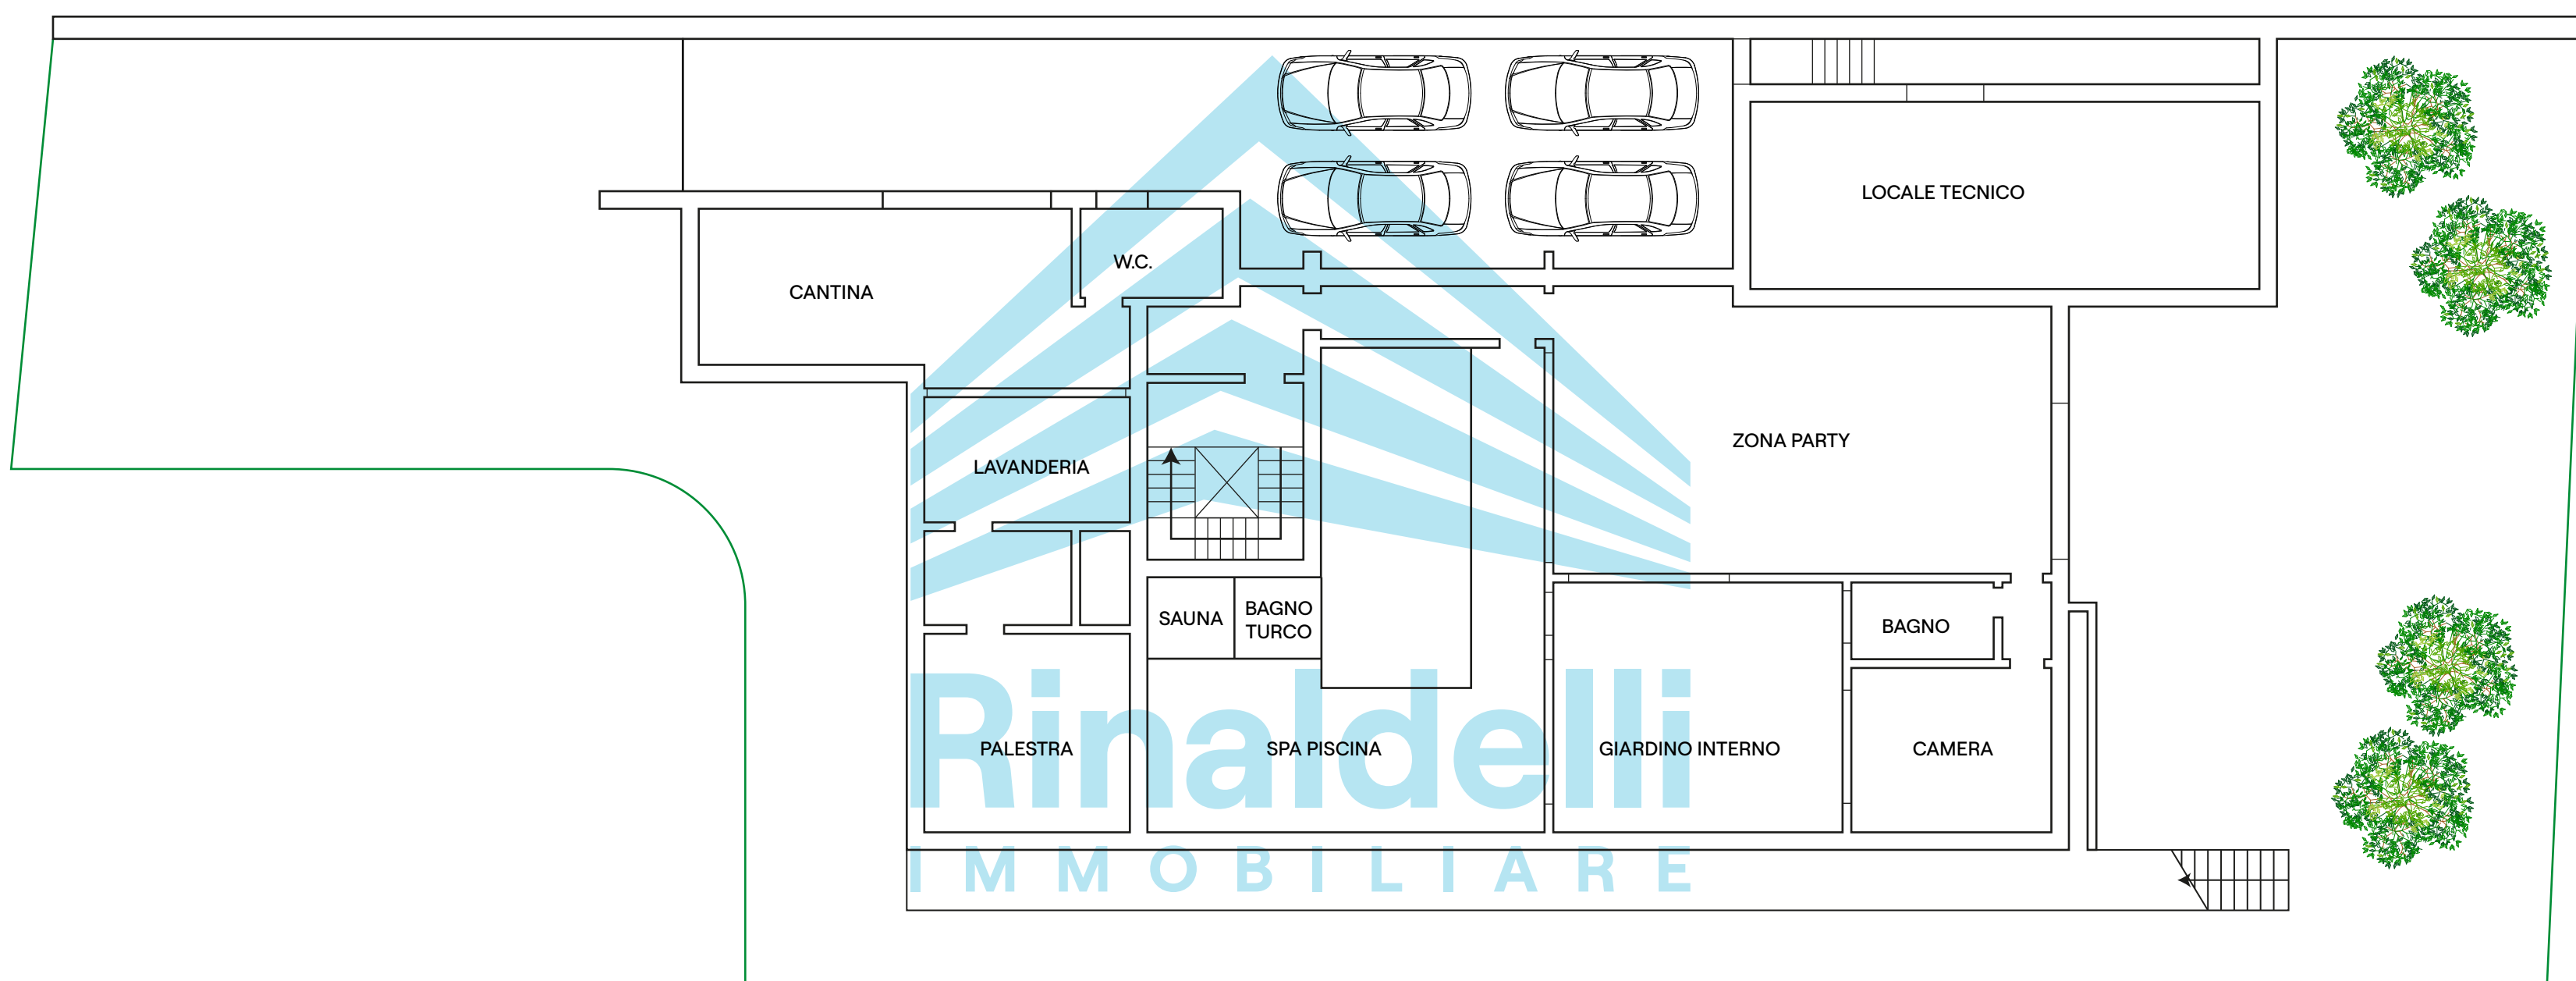 LOCALE TECNICO
W.C.
CANTINA
ZONA PARTY
LAVANDERIA
SAUNA
BAGNO
TURCO
BAGNO
PALESTRA
SPA PISCINA
GIARDINO INTERNO
CAMERA
Rinaldelli
IMMOBILIARE